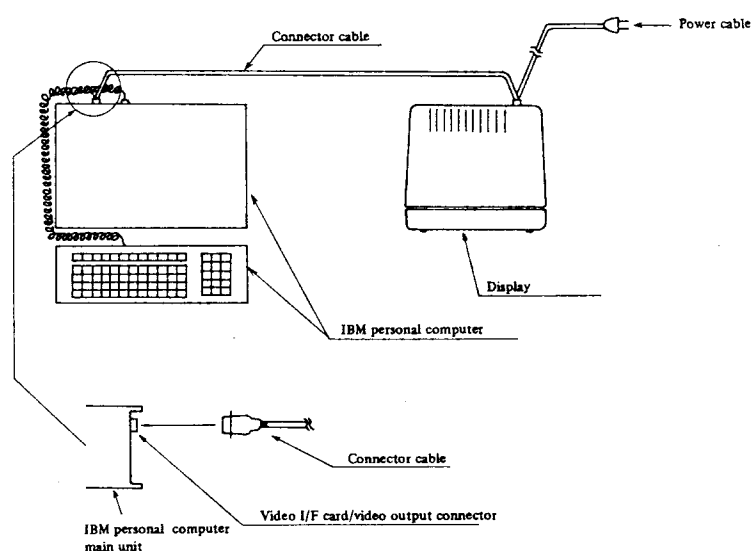 Power cable
Connector cable
Display
IBM personal computer
Connector cable
Video I/F card/video output connector
IBM personal computer
main unit